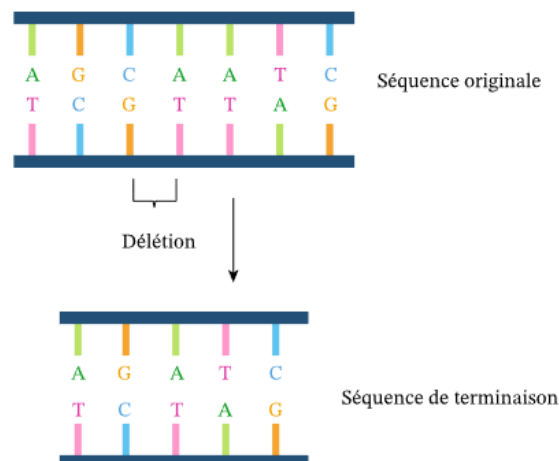 A G C A A T C
T C G T T A G
Séquence originale
Délétion
A G A T C
T C T A G
Séquence de terminaison